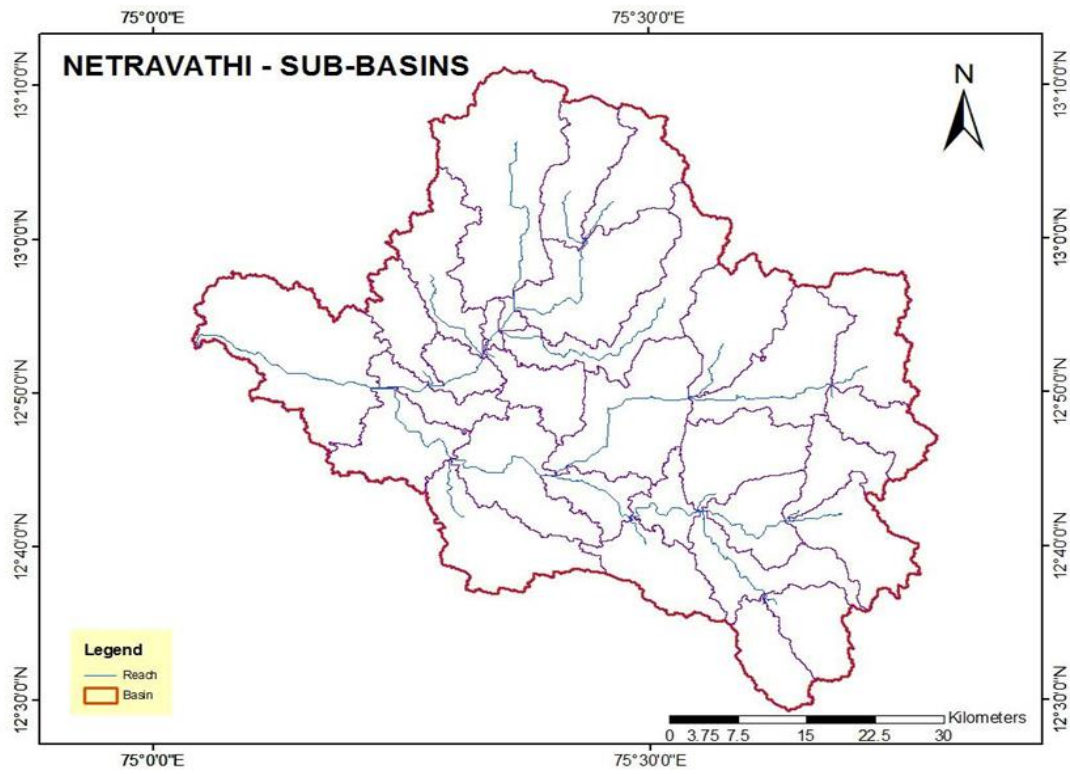 75°0'0"E 75°30'0"E
NETRAVATHI - SUB-BASINS
N
13°10'0"N 13°10'0"N
13°0'0"N 13°0'0"N
12°50'0"N 12°50'0"N
12°40'0"N 12°40'0"N
12°30'0"N 12°30'0"N
Legend
Reach
Basin
Kilometers
0 3.75 7.5 15 22.5 30
75°0'0"E 75°30'0"E